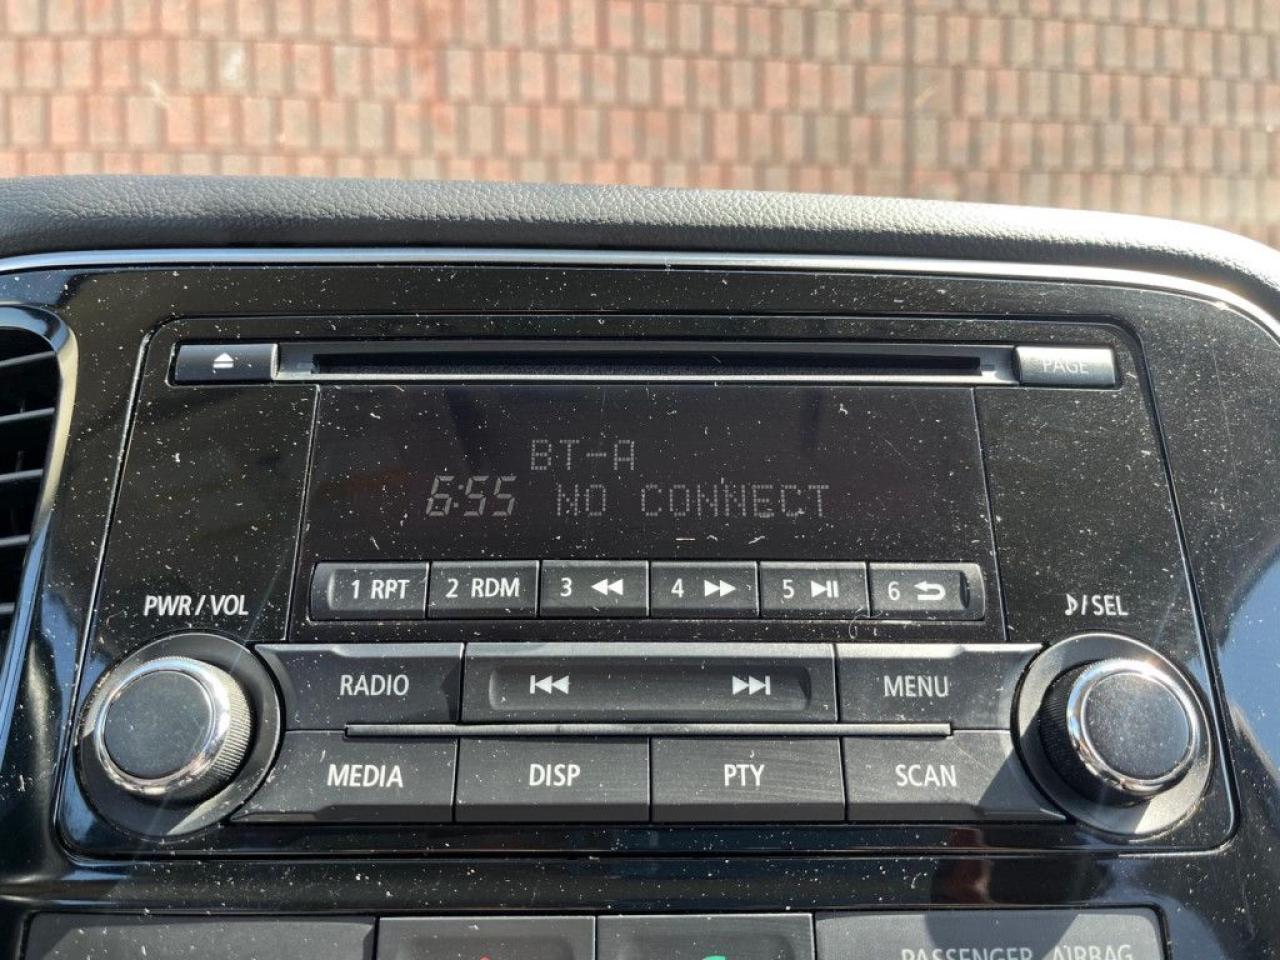 PAGE
BT-A
6:55 NO CONNECT
1 RPT 2 RDM 3 4 5 6
PWR/VOL
/SEL
RADIO MENU
MEDIA DISP PTY SCAN
PASSENGER AIRBAG